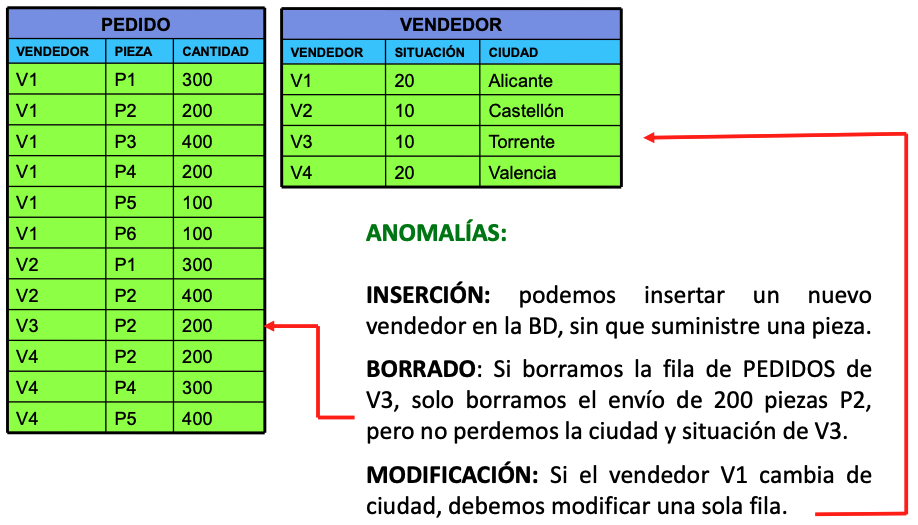 PEDIDO
VENDEDOR PIEZA CANTIDAD
V1 P1 300
V1 P2 200
V1 P3 400
V1 P4 200
V1 P5 100
V1 P6 100
V2 P1 300
V2 P2 400
V3 P2 200
V4 P2 200
V4 P4 300
V4 P5 400
VENDEDOR
VENDEDOR SITUACIÓN CIUDAD
V1 20 Alicante
V2 10 Castellón
V3 10 Torrente
V4 20 Valencia
ANOMALÍAS:
INSERCIÓN: podemos insertar un nuevo
vendedor en la BD, sin que suministre una pieza.
BORRADO: Si borramos la fila de PEDIDOS de
V3, solo borramos el envío de 200 piezas P2,
pero no perdemos la ciudad y situación de V3.
MODIFICACIÓN: Si el vendedor V1 cambia de
ciudad, debemos modificar una sola fila.